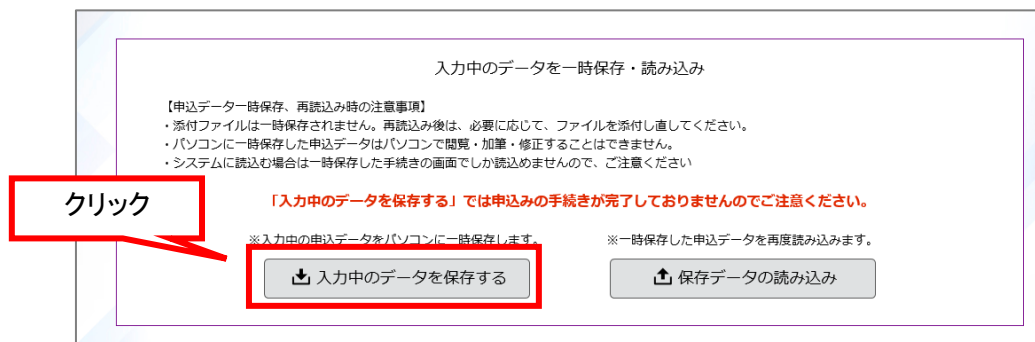 入力中のデータを一時保存・読み込み
【申込データ一時保存、再読込み時の注意事項】
・添付ファイルは一時保存されません。再読込み後は、必要に応じて、ファイルを添付し直してください。
・パソコンに一時保存した申込データはパソコンで閲覧・加筆・修正することはできません。
・システムに読込む場合は一時保存した手続きの画面でしか読込めませんので、ご注意ください
クリック
「入力中のデータを保存する」では申込みの手続きが完了しておりませんのでご注意ください。
※入力中の申込データをパソコンに一時保存します。
※一時保存した申込データを再度読み込みます。
入力中のデータを保存する
保存データの読み込み